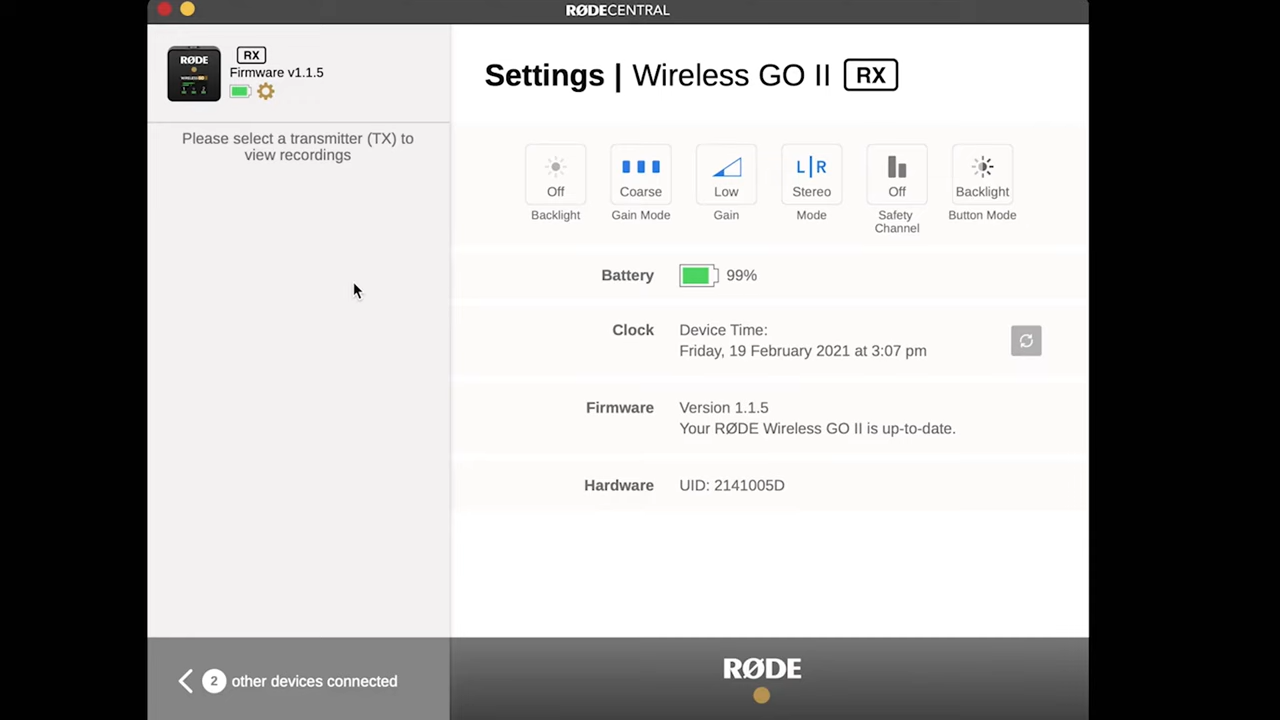 RØDECENTRAL
RØDE
RX
Firmware v1.1.5
Please select a transmitter (TX) to
view recordings
Settings | Wireless GO II RX
Off
Backlight
Coarse
Gain Mode
Low
Gain
L|R
Stereo
Mode
Off
Safety
Channel
Backlight
Button Mode
Battery 99%
Clock Device Time:
Friday, 19 February 2021 at 3:07 pm
Firmware Version 1.1.5
Your RØDE Wireless GO II is up-to-date.
Hardware UID: 2141005D
2 other devices connected
RØDE